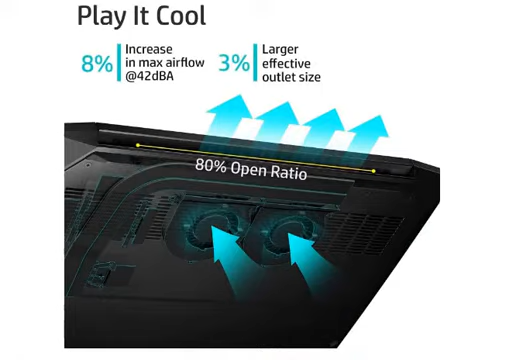 Play It Cool
8%
Increase
in max airflow
@42dBA
3%
Larger
effective
outlet size
80% Open Ratio